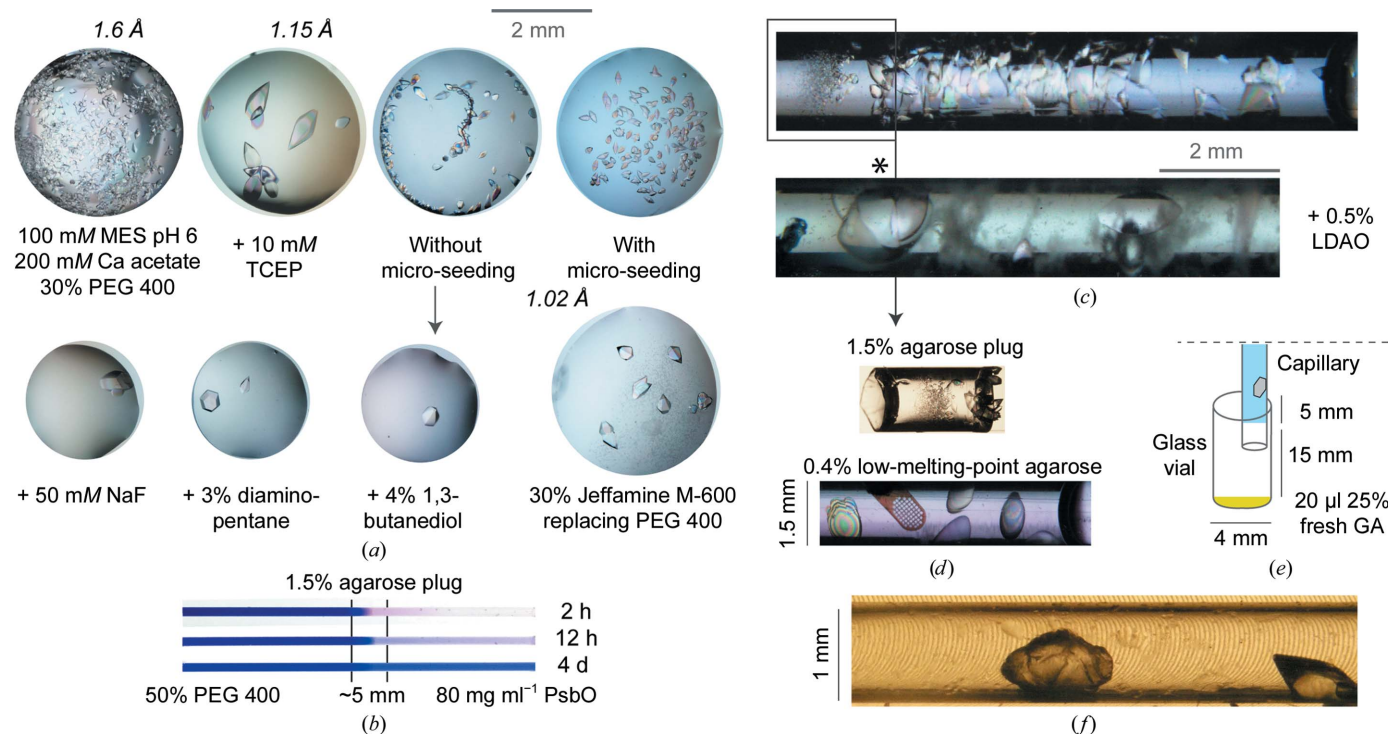 1.6 Å
1.15 Å
2 mm
100 mM MES pH 6
200 mM Ca acetate
30% PEG 400
+ 10 mM
TCEP
Without
micro-seeding
With
micro-seeding
1.02 Å
+ 50 mM NaF
+ 3% diamino-
pentane
+ 4% 1,3-
butanediol
30% Jeffamine M-600
replacing PEG 400
(a)
1.5% agarose plug
2 h
12 h
4 d
50% PEG 400
~5 mm
80 mg ml⁻¹ PsbO
(b)
*
2 mm
+ 0.5%
LDAO
(c)
1.5% agarose plug
0.4% low-melting-point agarose
1.5 mm
(d)
Capillary
5 mm
Glass
vial
15 mm
20 µl 25%
fresh GA
4 mm
(e)
1 mm
(f)